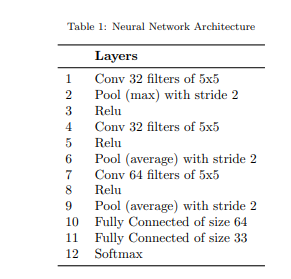 Table 1: Neural Network Architecture
Layers
1 Conv 32 filters of 5x5
2 Pool (max) with stride 2
3 Relu
4 Conv 32 filters of 5x5
5 Relu
6 Pool (average) with stride 2
7 Conv 64 filters of 5x5
8 Relu
9 Pool (average) with stride 2
10 Fully Connected of size 64
11 Fully Connected of size 33
12 Softmax